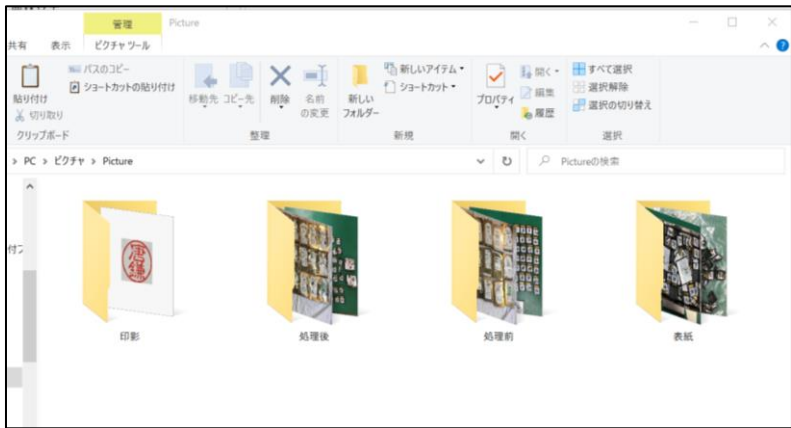 管理 Picture
共有 表示 ピクチャ ツール
貼り付け
切り取り
パスのコピー
ショートカットの貼り付け
クリップボード
移動先 コピー先 削除 名前の変更
整理
新しいフォルダー
新しいアイテム
ショートカット
新規
プロパティ
開く
編集
履歴
開く
すべて選択
選択解除
選択の切り替え
選択
> PC > ピクチャ > Picture
Pictureの検索
印影 処理後 処理前 表紙